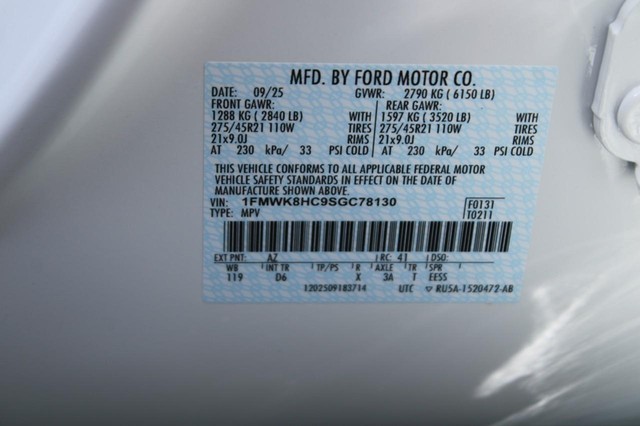 MFD. BY FORD MOTOR CO.
DATE: 09/25 GVWR: 2790 KG ( 6150 LB)
FRONT GAWR: REAR GAWR:
1288 KG ( 2840 LB) WITH 1597 KG ( 3520 LB) WITH
275/45R21 110W TIRES 275/45R21 110W TIRES
21x9.0J RIMS 21x9.0J RIMS
AT 230 kPa/ 33 PSI COLD AT 230 kPa/ 33 PSI COLD
THIS VEHICLE CONFORMS TO ALL APPLICABLE FEDERAL MOTOR
VEHICLE SAFETY STANDARDS IN EFFECT ON THE DATE OF
MANUFACTURE SHOWN ABOVE.
VIN: 1FMWK8HC9SGC78130 F0131
TYPE: MPV T0211
EXT PNT: AZ RC: 41 DSO:
WB INT TR TP/PS R AXLE TR SPR
119 D6 X 3A T EESS
1202509183714 UTC ▽ RU5A-1520472-AB